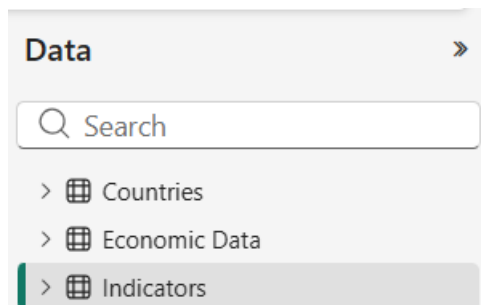 Data
Search
Countries
Economic Data
Indicators